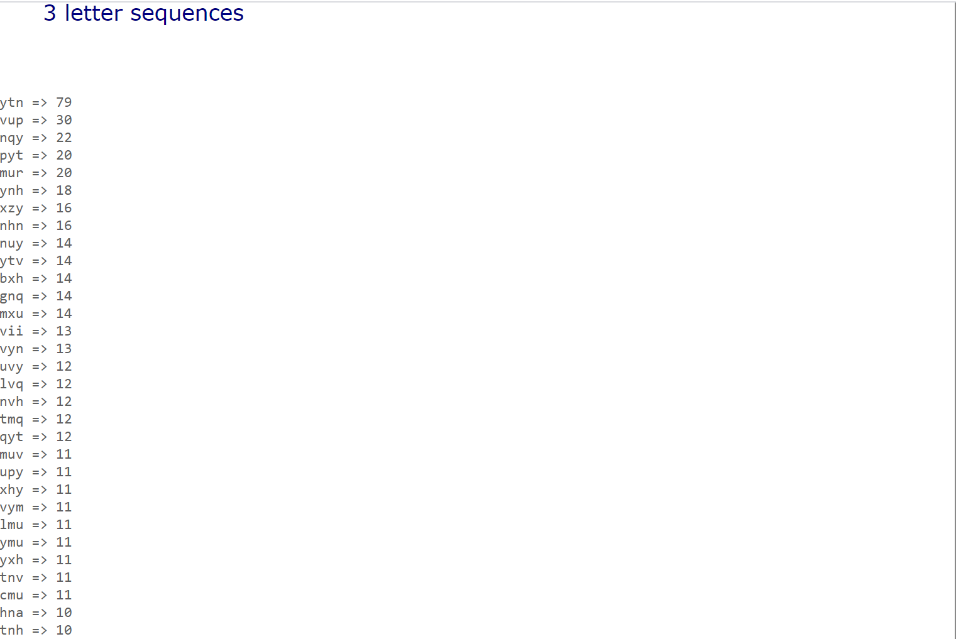 3 letter sequences
ytn => 79
vup => 30
nqy => 22
pyt => 20
mur => 20
ynh => 18
xzy => 16
nhn => 16
nuy => 14
ytv => 14
bxh => 14
gnq => 14
mxu => 14
vii => 13
vyn => 13
uvy => 12
lvq => 12
nvh => 12
tmq => 12
qyt => 12
muv => 11
upy => 11
xhy => 11
vym => 11
lmu => 11
ymu => 11
yxh => 11
tnv => 11
cmu => 11
hna => 10
tnh => 10